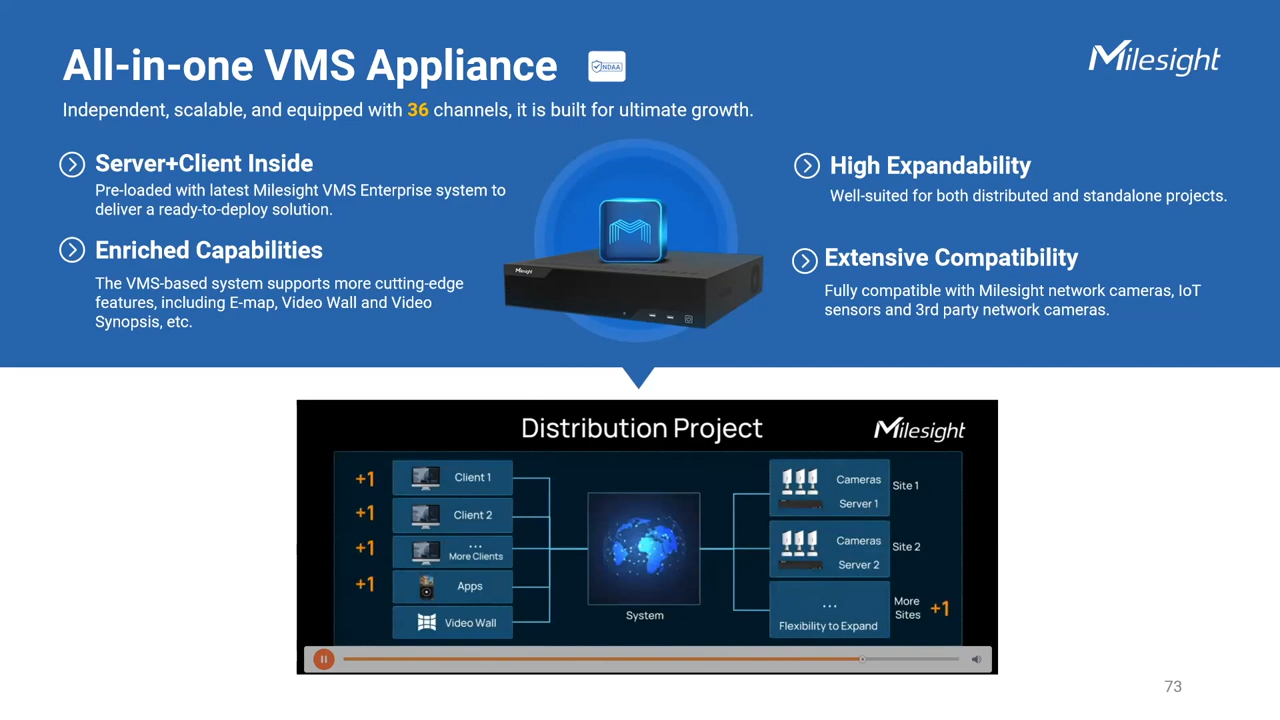 All-in-one VMS Appliance
NDAA
Milesight
Independent, scalable, and equipped with 36 channels, it is built for ultimate growth.
Server+Client Inside
Pre-loaded with latest Milesight VMS Enterprise system to
deliver a ready-to-deploy solution.
Enriched Capabilities
The VMS-based system supports more cutting-edge
features, including E-map, Video Wall and Video
Synopsis, etc.
Milesight
High Expandability
Well-suited for both distributed and standalone projects.
Extensive Compatibility
Fully compatible with Milesight network cameras, IoT
sensors and 3rd party network cameras.
Distribution Project
Milesight
+1
Client 1
+1
Client 2
+1
...
More Clients
+1
Apps
Video Wall
System
Cameras
Server 1
Site 1
Cameras
Server 2
Site 2
...
Flexibility to Expand
More
Sites
+1
73